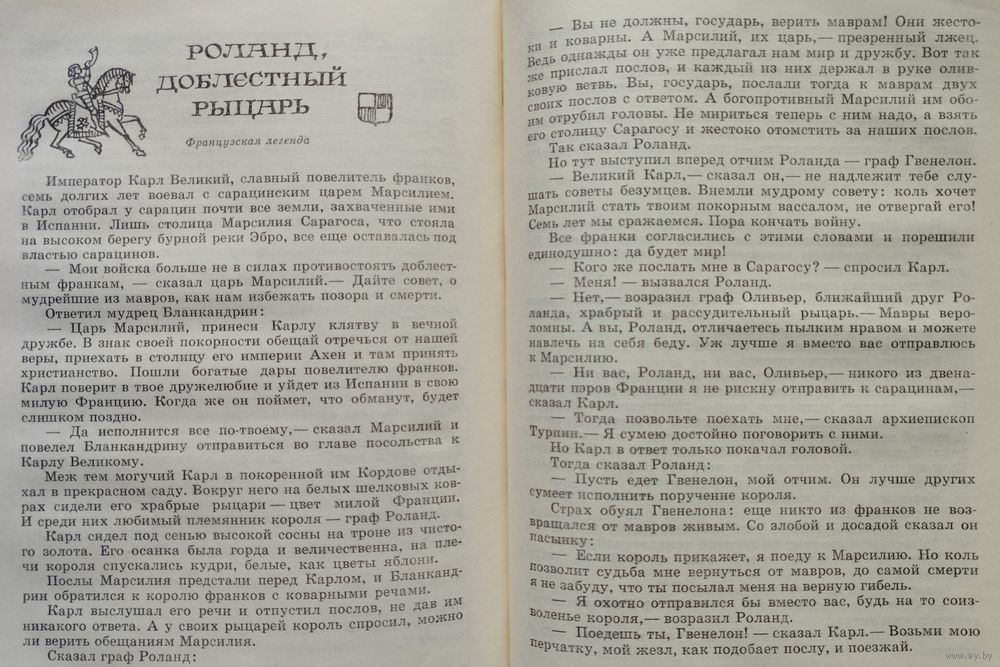 РОЛАНД,
ДОБЛЕСТНЫЙ
РЫЦАРЬ
Французская легенда
Император Карл Великий, славный повелитель франков,
семь долгих лет воевал с сарацинским царем Марсилием.
Карл отобрал у сарацин почти все земли, захваченные ими
в Испании. Лишь столица Марсилия Сарагоса, что стояла
на высоком берегу бурной реки Эбро, все еще оставалась под
властью сарацинов.
— Мои войска больше не в силах противостоять доблест-
ным франкам, — сказал царь Марсилий.— Дайте совет, о
мудрейшие из мавров, как нам избежать позора и смерти.
Ответил мудрец Бланкандрин:
— Царь Марсилий, принеси Карлу клятву в вечной
дружбе. В знак своей покорности обещай отречься от нашей
веры, приехать в столицу его империи Ахен и там принять
христианство. Пошли богатые дары повелителю франков.
Карл поверит в твое дружелюбие и уйдет из Испании в свою
милую Францию. Когда же он поймет, что обманут, будет
слишком поздно.
— Да исполнится все по-твоему,— сказал Марсилий и
повелел Бланкандрину отправиться во главе посольства к
Карлу Великому.
Меж тем могучий Карл в покоренной им Кордове отды-
хал в прекрасном саду. Вокруг него на белых шелковых ков-
рах сидели его храбрые рыцари — цвет милой Франции.
И среди них любимый племянник короля — граф Роланд.
Карл сидел под сенью высокой сосны на троне из чисто-
го золота. Его осанка была горда и величественна, на пле-
чи короля спускались кудри, белые, как цветы яблони.
Послы Марсилия предстали перед Карлом, и Бланканд-
рин обратился к королю франков с коварными речами.
Карл выслушал его речи и отпустил послов, не дав им
никакого ответа. А у своих рыцарей король спросил, можно
ли верить обещаниям Марсилия.
Сказал граф Роланд:
— Вы не должны, государь, верить маврам! Они жесто-
ки и коварны. А Марсилий, их царь,— презренный лжец.
Ведь однажды он уже предлагал нам мир и дружбу. Вот так
же прислал послов, и каждый из них держал в руке олив-
ковую ветвь. Вы, государь, послали тогда к маврам двух
своих послов с ответом. А богопротивный Марсилий им обо-
им отрубил головы. Не мириться теперь с ним надо, а взять
его столицу Сарагосу и жестоко отомстить за наших послов.
Так сказал Роланд.
Но тут выступил вперед отчим Роланда — граф Гвенелон.
— Великий Карл,— сказал он,— не надлежит тебе слу-
шать советы безумцев. Внемли мудрому совету: коль хочет
Марсилий стать твоим покорным вассалом, не отвергай его!
Семь лет мы сражаемся. Пора кончать войну.
Все франки согласились с этими словами и порешили
единодушно: да будет мир!
— Кого же послать мне в Сарагосу? — спросил Карл.
— Меня! — вызвался Роланд.
— Нет,— возразил граф Оливьер, ближайший друг Ро-
ланда, храбрый и рассудительный рыцарь.— Мавры веро-
ломны. А вы, Роланд, отличаетесь пылким нравом и можете
навлечь на себя беду. Уж лучше я вместо вас отправлюсь
к Марсилию.
— Ни вас, Роланд, ни вас, Оливьер,— никого из двена-
дцати пэров Франции я не рискну отправить к сарацинам,—
сказал Карл.
— Тогда позвольте поехать мне,— сказал архиепископ
Турпин.— Я сумею достойно поговорить с ними.
Но Карл в ответ только покачал головой.
Тогда сказал Роланд:
— Пусть едет Гвенелон, мой отчим. Он лучше других
сумеет исполнить поручение короля.
Страх обуял Гвенелона: еще никто из франков не воз-
вращался от мавров живым. Со злобой и досадой сказал он
пасынку:
— Если король прикажет, я поеду к Марсилию. Но коль
позволит судьба мне вернуться от мавров, до самой смерти
я не забуду, что ты посылал меня на верную гибель.
— Я охотно отправился бы вместо вас, будь на то соиз-
воленье короля,— возразил Роланд.
— Поедешь ты, Гвенелон! — сказал Карл.— Возьми мою
перчатку, мой жезл, как подобает послу, и поезжай.
www.ay.by